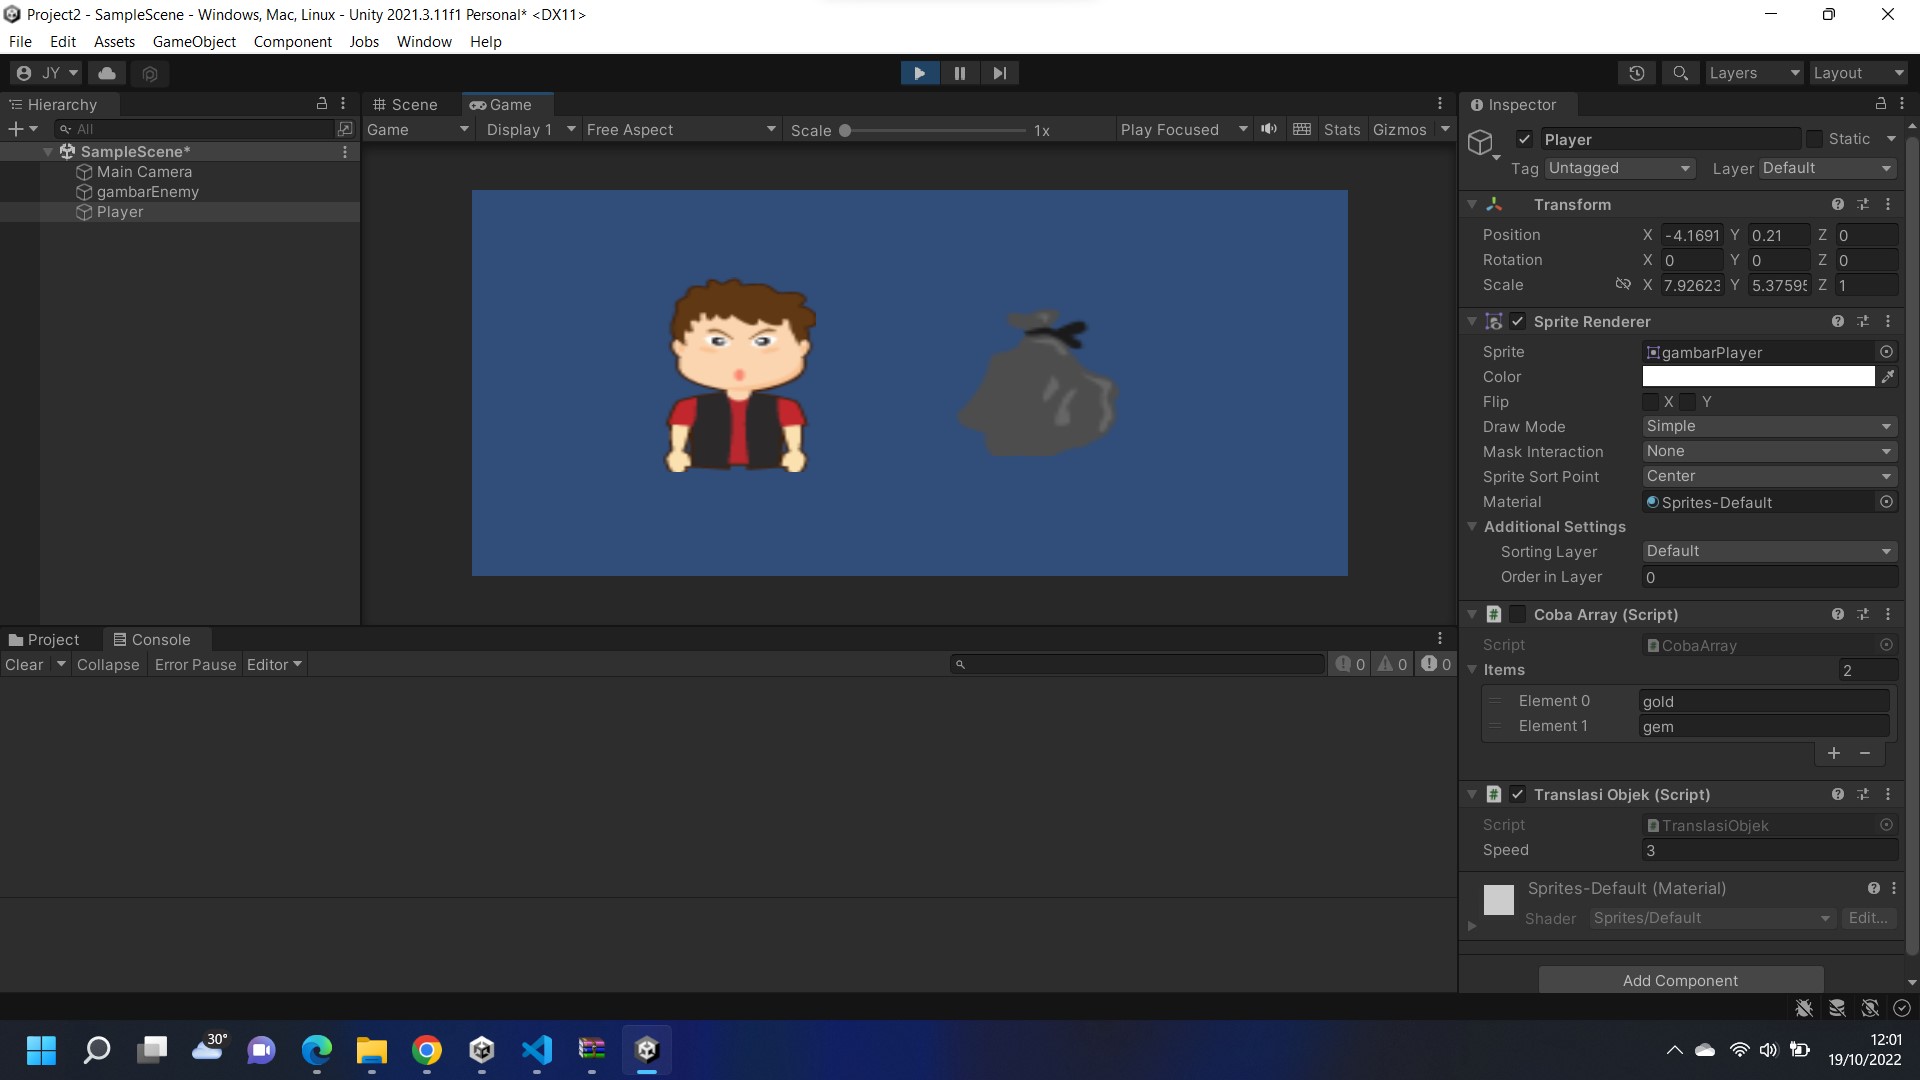 Project2 - SampleScene - Windows, Mac, Linux - Unity 2021.3.11f1 Personal* <DX11>
File Edit Assets GameObject Component Jobs Window Help
JY Layers Layout
Hierarchy
All
SampleScene*
Main Camera
gambarEnemy
Player
Scene Game
Game Display 1 Free Aspect Scale 1x Play Focused Stats Gizmos
Inspector
Player Static
Tag Untagged Layer Default
Transform
Position X -4.1691 Y 0.21 Z 0
Rotation X 0 Y 0 Z 0
Scale X 7.92623 Y 5.37595 Z 1
Sprite Renderer
Sprite gambarPlayer
Color
Flip X Y
Draw Mode Simple
Mask Interaction None
Sprite Sort Point Center
Material Sprites-Default
Additional Settings
Sorting Layer Default
Order in Layer 0
Coba Array (Script)
Script CobaArray
Items 2
Element 0 gold
Element 1 gem
Translasi Objek (Script)
Script TranslasiObjek
Speed 3
Sprites-Default (Material)
Shader Sprites/Default Edit...
Add Component
Project Console
Clear Collapse Error Pause Editor 0 0 0
30°
12:01
19/10/2022